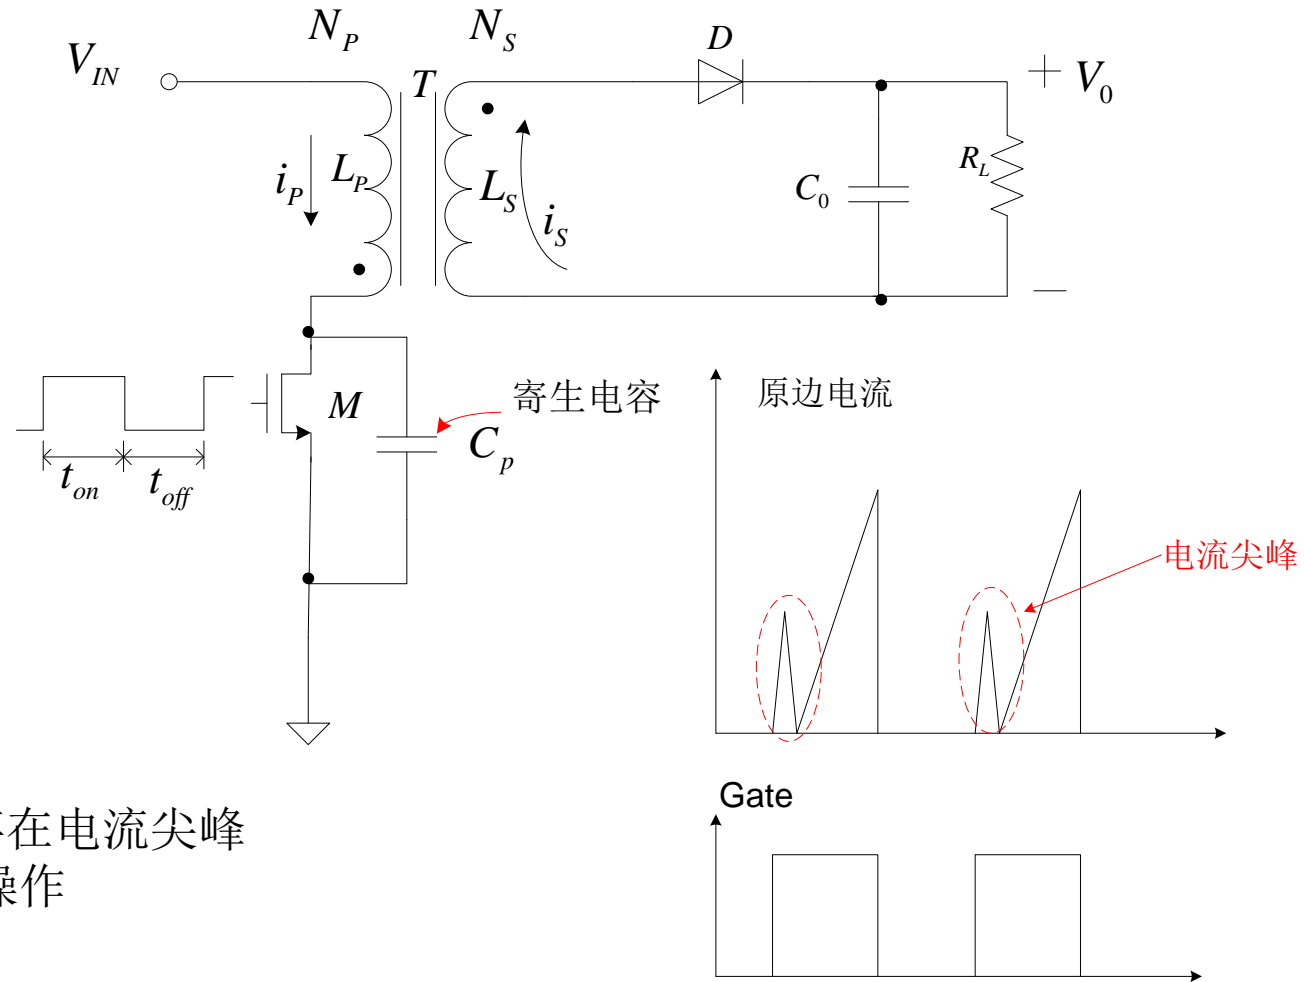 N_P
N_S
D
V_IN
T
+ V_0
i_P
L_P
L_S
i_S
C_0
R_L
—
M
寄生电容
C_p
t_on
t_off
原边电流
电流尖峰
Gate
在电流尖峰
操作